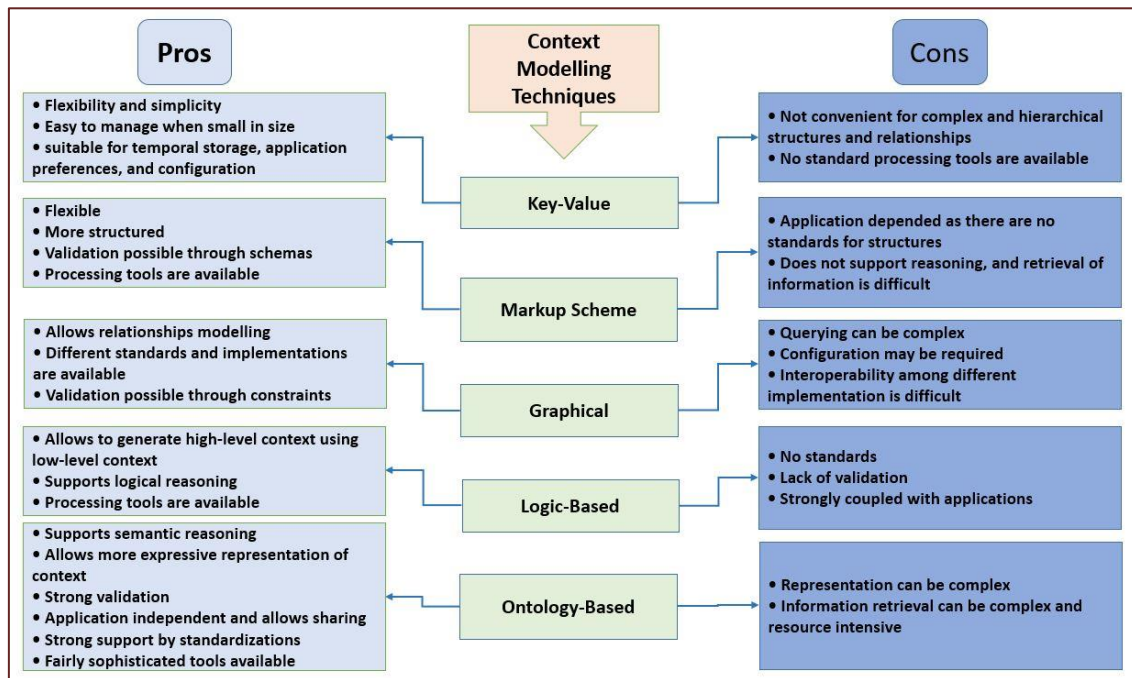 Pros
Context
Modelling
Techniques
Cons
• Flexibility and simplicity
• Easy to manage when small in size
• suitable for temporal storage, application
preferences, and configuration
Key-Value
• Not convenient for complex and hierarchical
structures and relationships
• No standard processing tools are available
• Flexible
• More structured
• Validation possible through schemas
• Processing tools are available
Markup Scheme
• Application depended as there are no
standards for structures
• Does not support reasoning, and retrieval of
information is difficult
• Allows relationships modelling
• Different standards and implementations
are available
• Validation possible through constraints
Graphical
• Querying can be complex
• Configuration may be required
• Interoperability among different
implementation is difficult
• Allows to generate high-level context using
low-level context
• Supports logical reasoning
• Processing tools are available
Logic-Based
• No standards
• Lack of validation
• Strongly coupled with applications
• Supports semantic reasoning
• Allows more expressive representation of
context
• Strong validation
• Application independent and allows sharing
• Strong support by standardizations
• Fairly sophisticated tools available
Ontology-Based
• Representation can be complex
• Information retrieval can be complex and
resource intensive